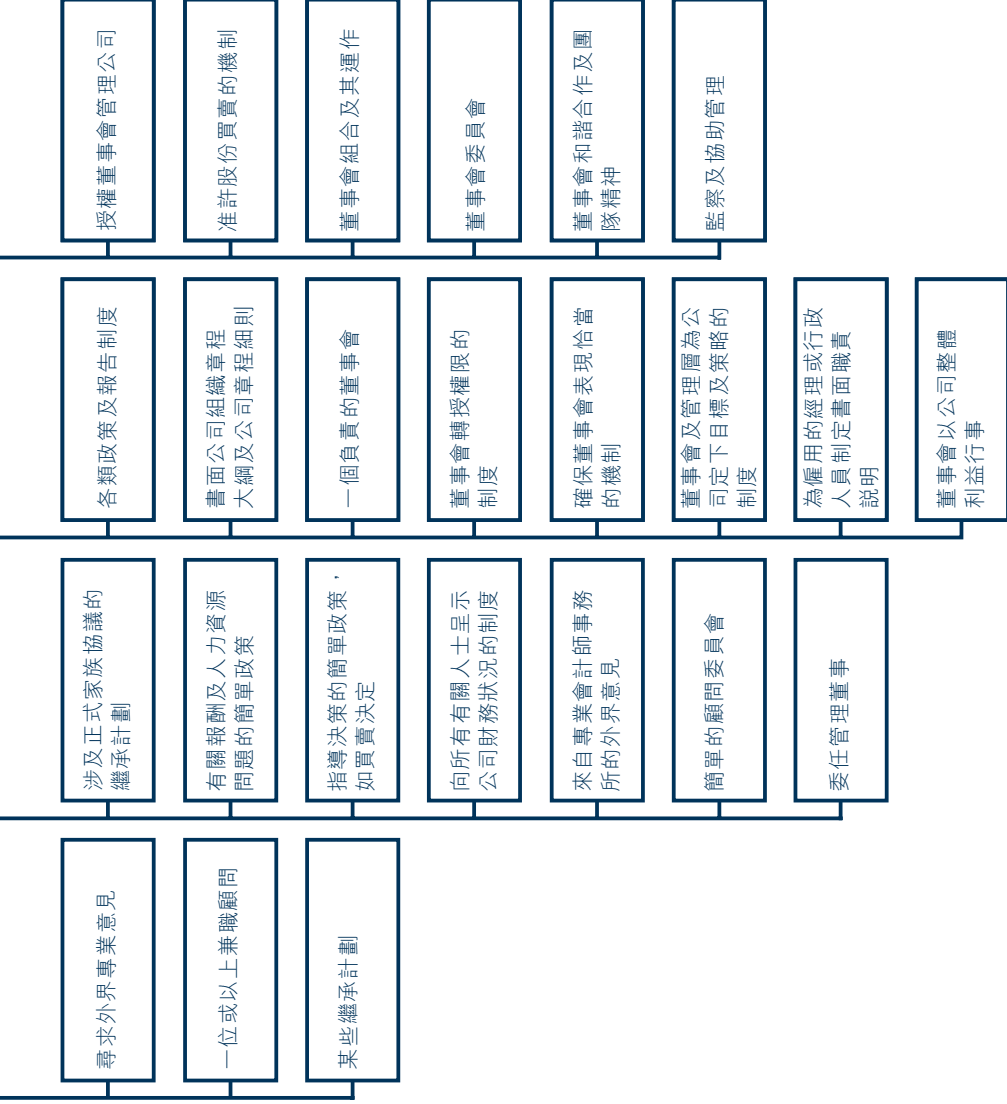 尋求外界專業意見
一位或以上兼職顧問
某些繼承計劃
涉及正式家族協議的
繼承計劃
有關報酬及人力資源
問題的簡單政策
指導決策的簡單政策，
如買賣決定
向所有有關人士呈示
公司財務狀況的制度
來自專業會計師事務
所的外界意見
簡單的顧問委員會
委任管理董事
各類政策及報告制度
書面公司組織章程
大綱及公司章程細則
一個負責的董事會
董事會轉授權限的
制度
確保董事會表現恰當
的機制
董事會及管理層為公
司定下目標及策略的
制度
為僱用的經理或行政
人員制定書面職責
説明
董事會以公司整體
利益行事
授權董事會管理公司
准許股份買賣的機制
董事會組合及其運作
董事會委員會
董事會和諧合作及團
隊精神
監察及協助管理